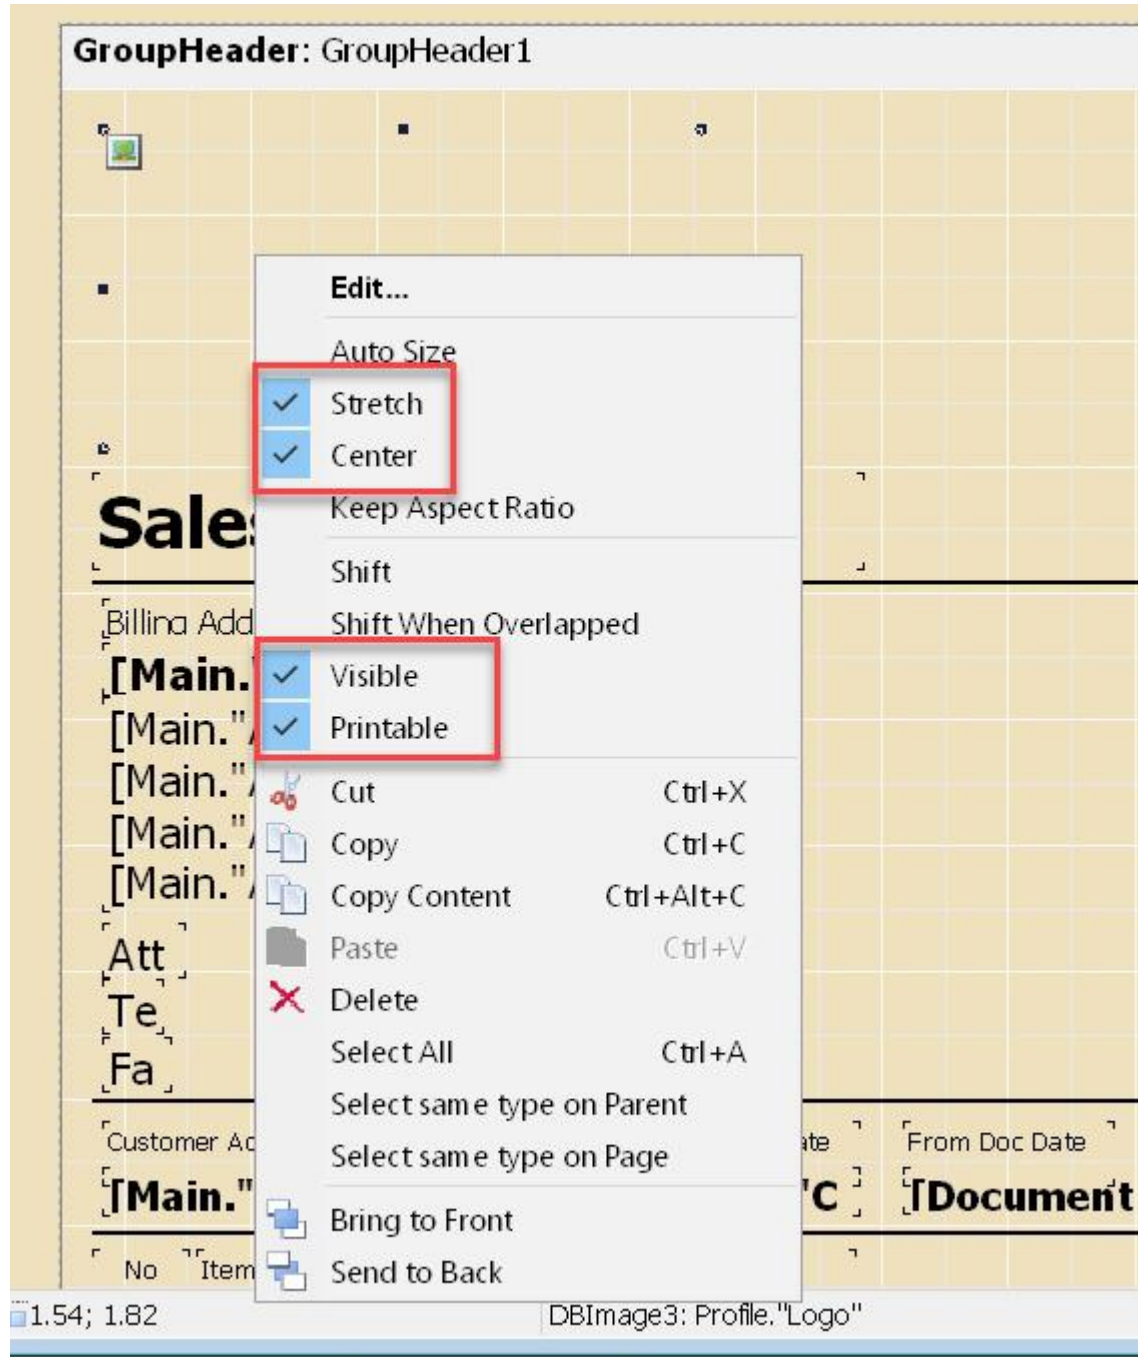 GroupHeader: GroupHeader1
Edit...
Auto Size
Stretch
Center
Keep Aspect Ratio
Sales
Shift
Shift When Overlapped
Billing Add
[Main. Visible
[Main." Printable
[Main." Cut Ctrl+X
[Main." Copy Ctrl+C
[Main." Copy Content Ctrl+Alt+C
Att Paste Ctrl+V
Te Delete
Select All Ctrl+A
Fa
Select same type on Parent
Customer Ac Select same type on Page ate From Doc Date
[Main." "C [Document
Bring to Front
No Item Send to Back
1.54; 1.82 DBImage3: Profile."Logo"